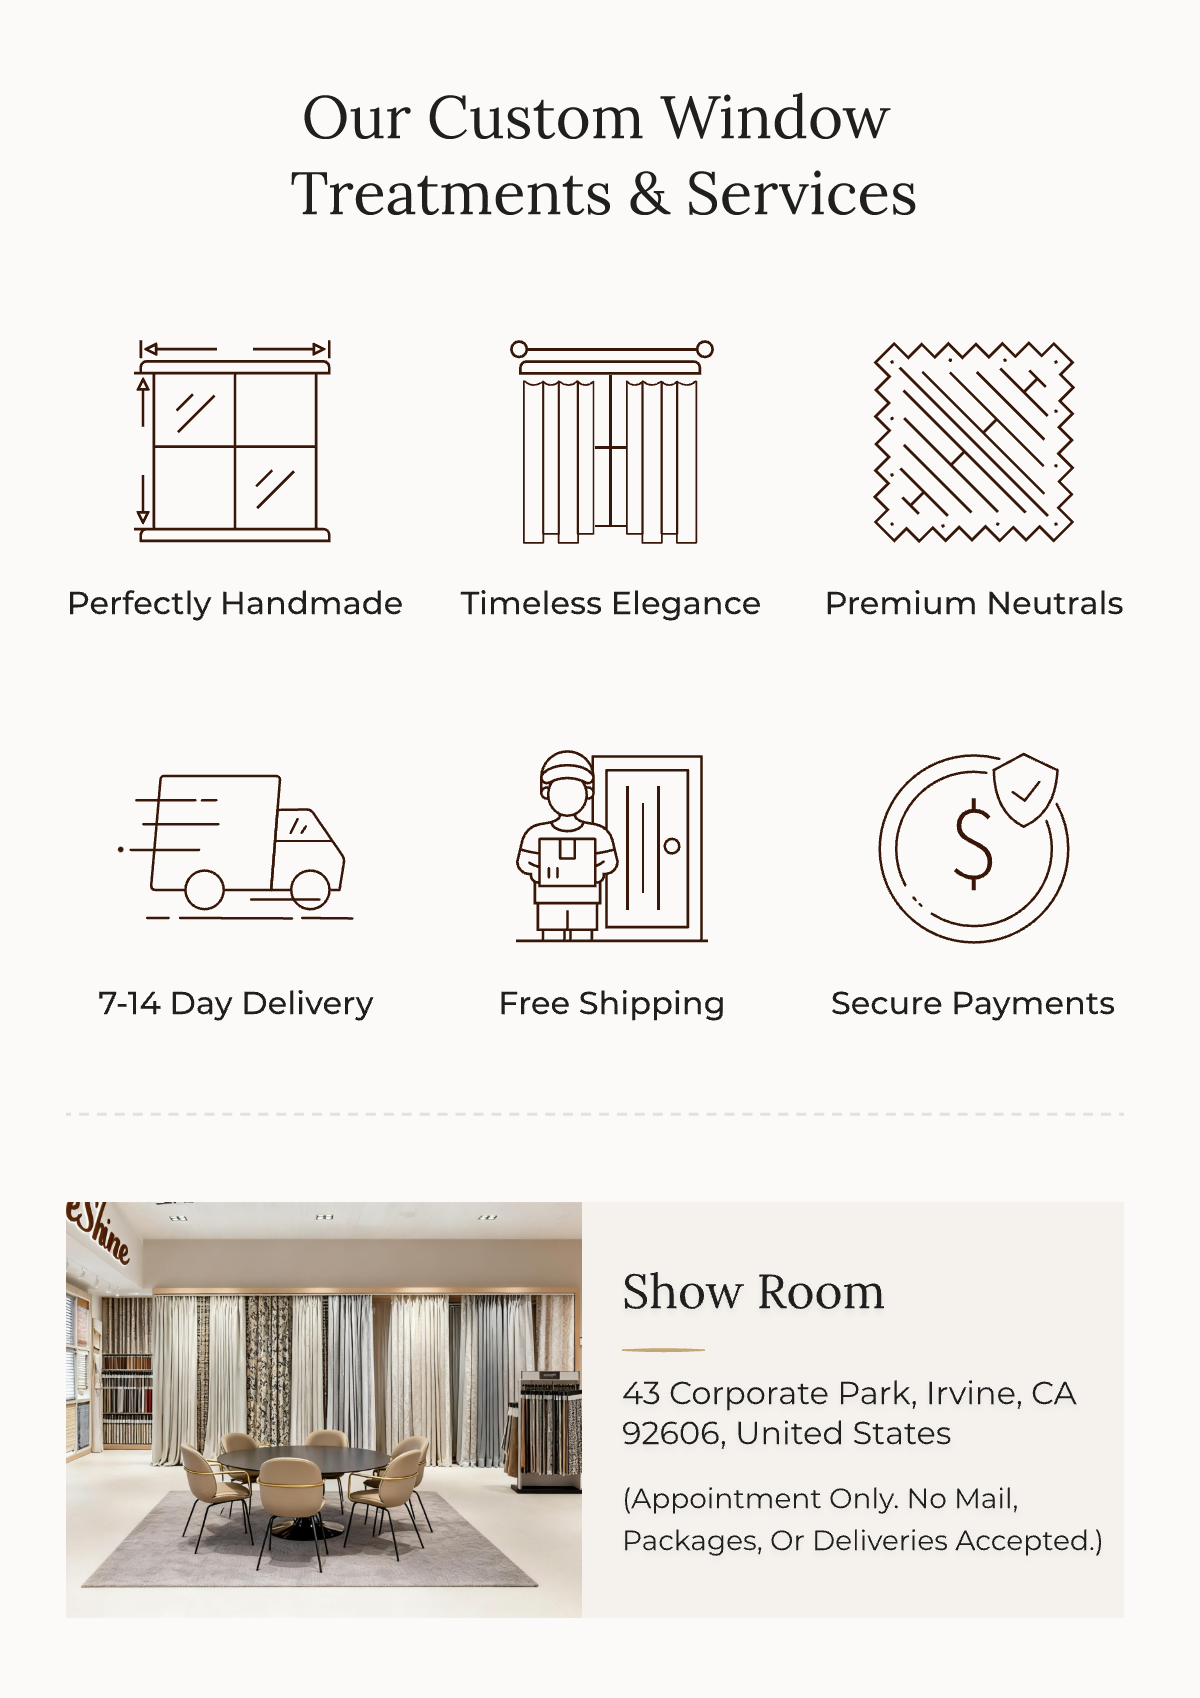 Our Custom Window
Treatments & Services
Perfectly Handmade
Timeless Elegance
Premium Neutrals
7-14 Day Delivery
Free Shipping
Secure Payments
eShine
Show Room
43 Corporate Park, Irvine, CA
92606, United States
(Appointment Only. No Mail,
Packages, Or Deliveries Accepted.)